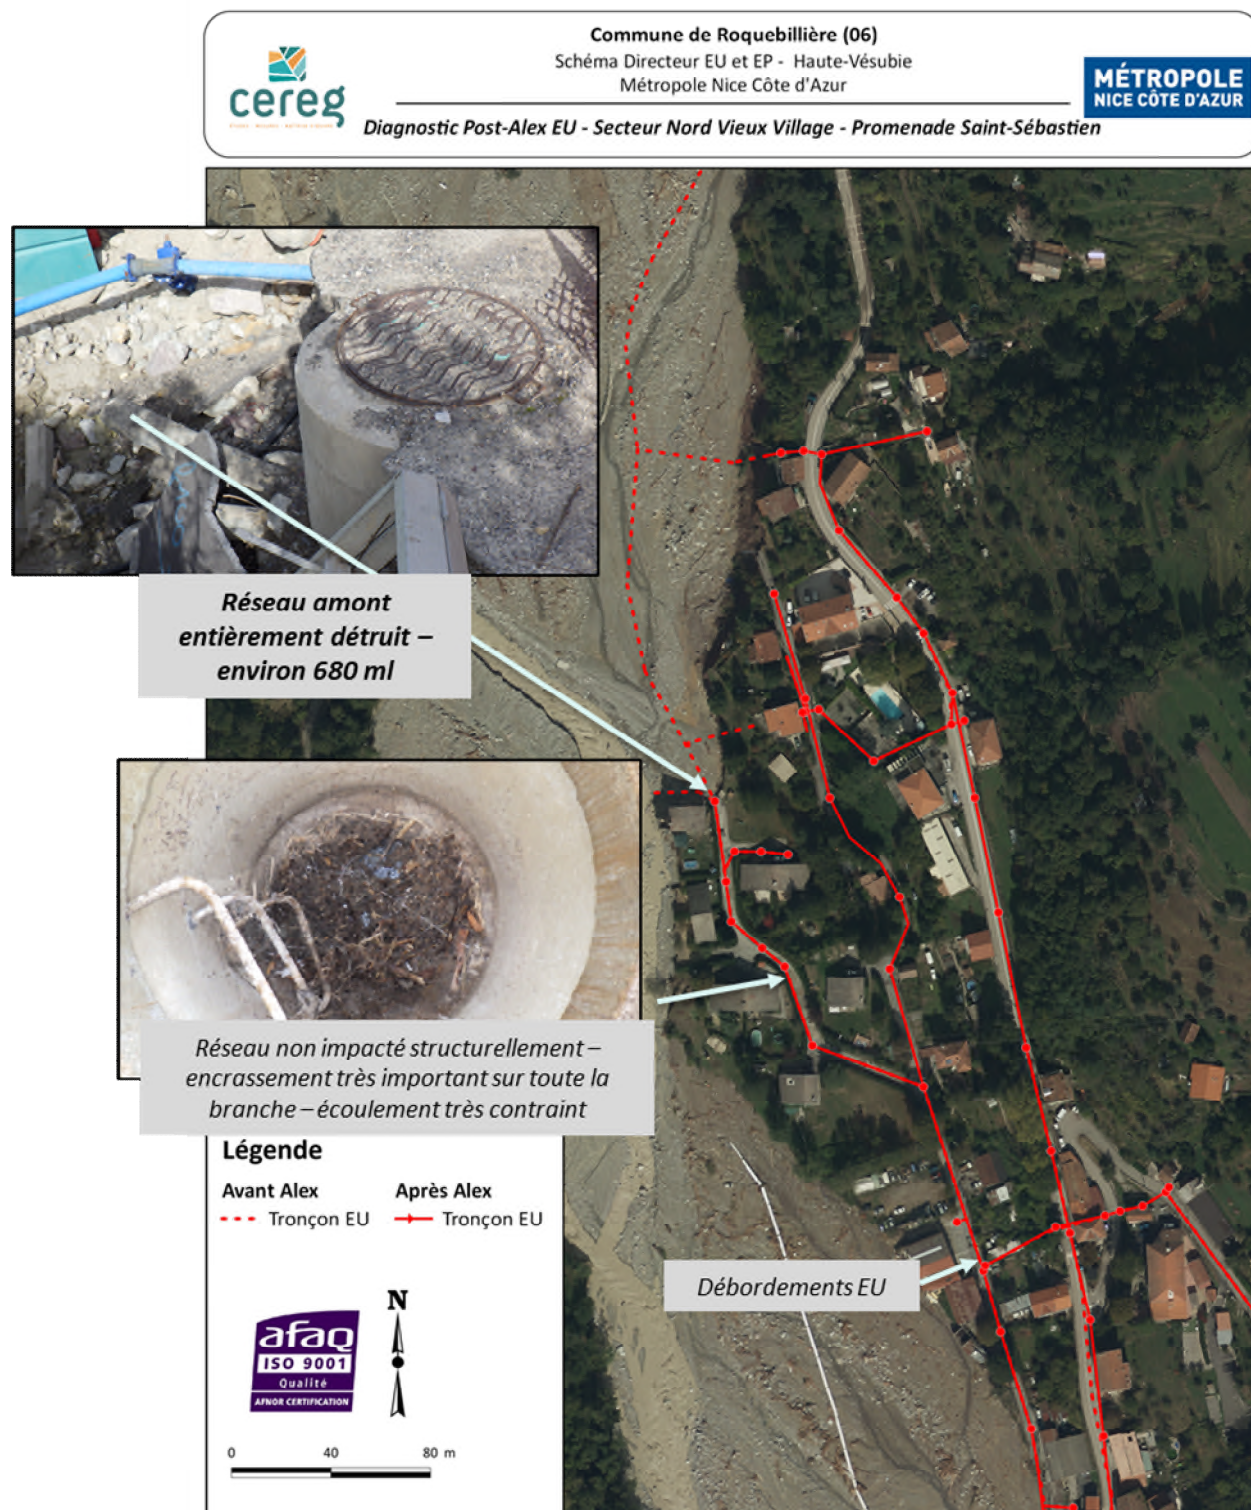 Commune de Roquebillière (06)
Schéma Directeur EU et EP - Haute-Vésubie
Métropole Nice Côte d'Azur
Diagnostic Post-Alex EU - Secteur Nord Vieux Village - Promenade Saint-Sébastien
cereg
MÉTROPOLE
NICE CÔTE D'AZUR
Réseau amont
entièrement détruit –
environ 680 ml
Réseau non impacté structurellement –
encrassement très important sur toute la
branche – écoulement très contraint
Débordements EU
Légende
Avant Alex
Tronçon EU
Après Alex
Tronçon EU
afaq
ISO 9001
Qualité
AFNOR CERTIFICATION
N
0 40 80 m